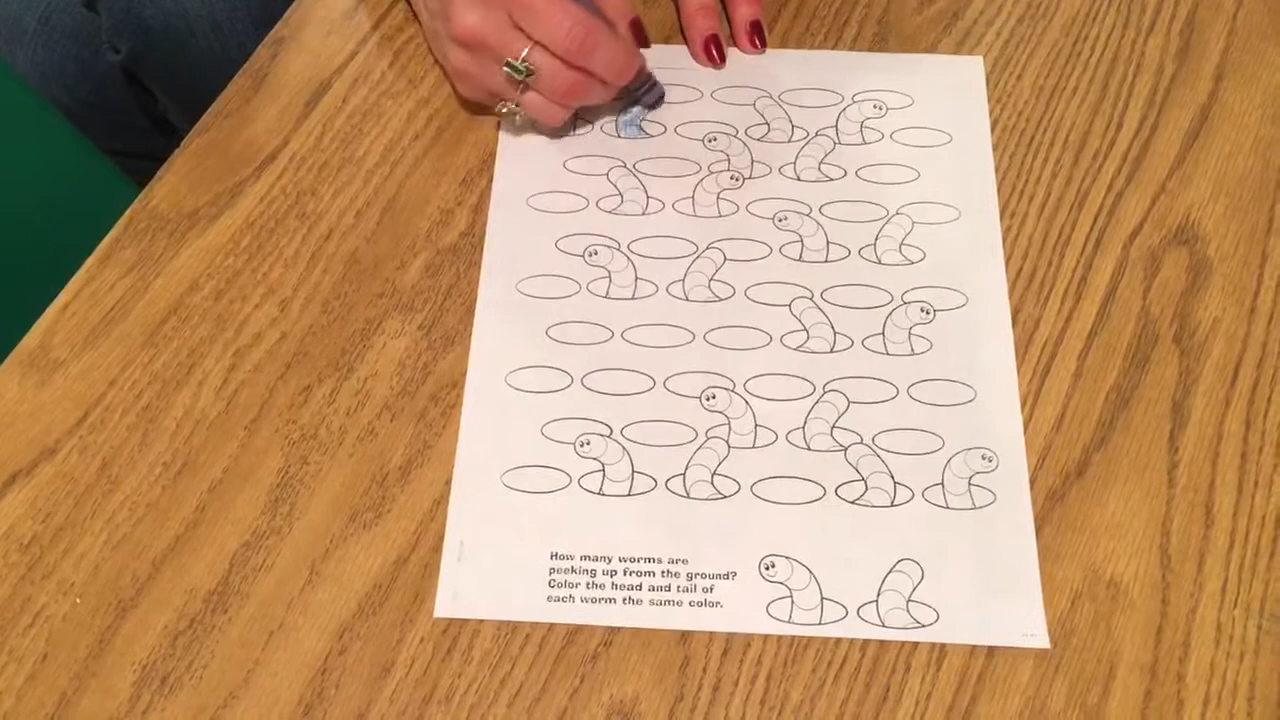 How many worms are
peeking up from the ground?
Color the head and tail of
each worm the same color.